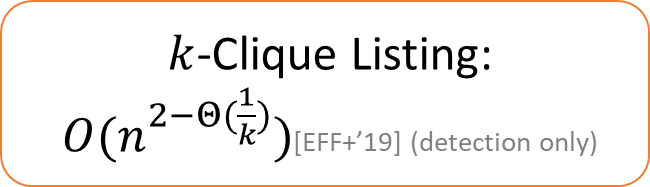 k-Clique Listing:
O(n^{2−Θ(1/k)})[EFF+'19] (detection only)